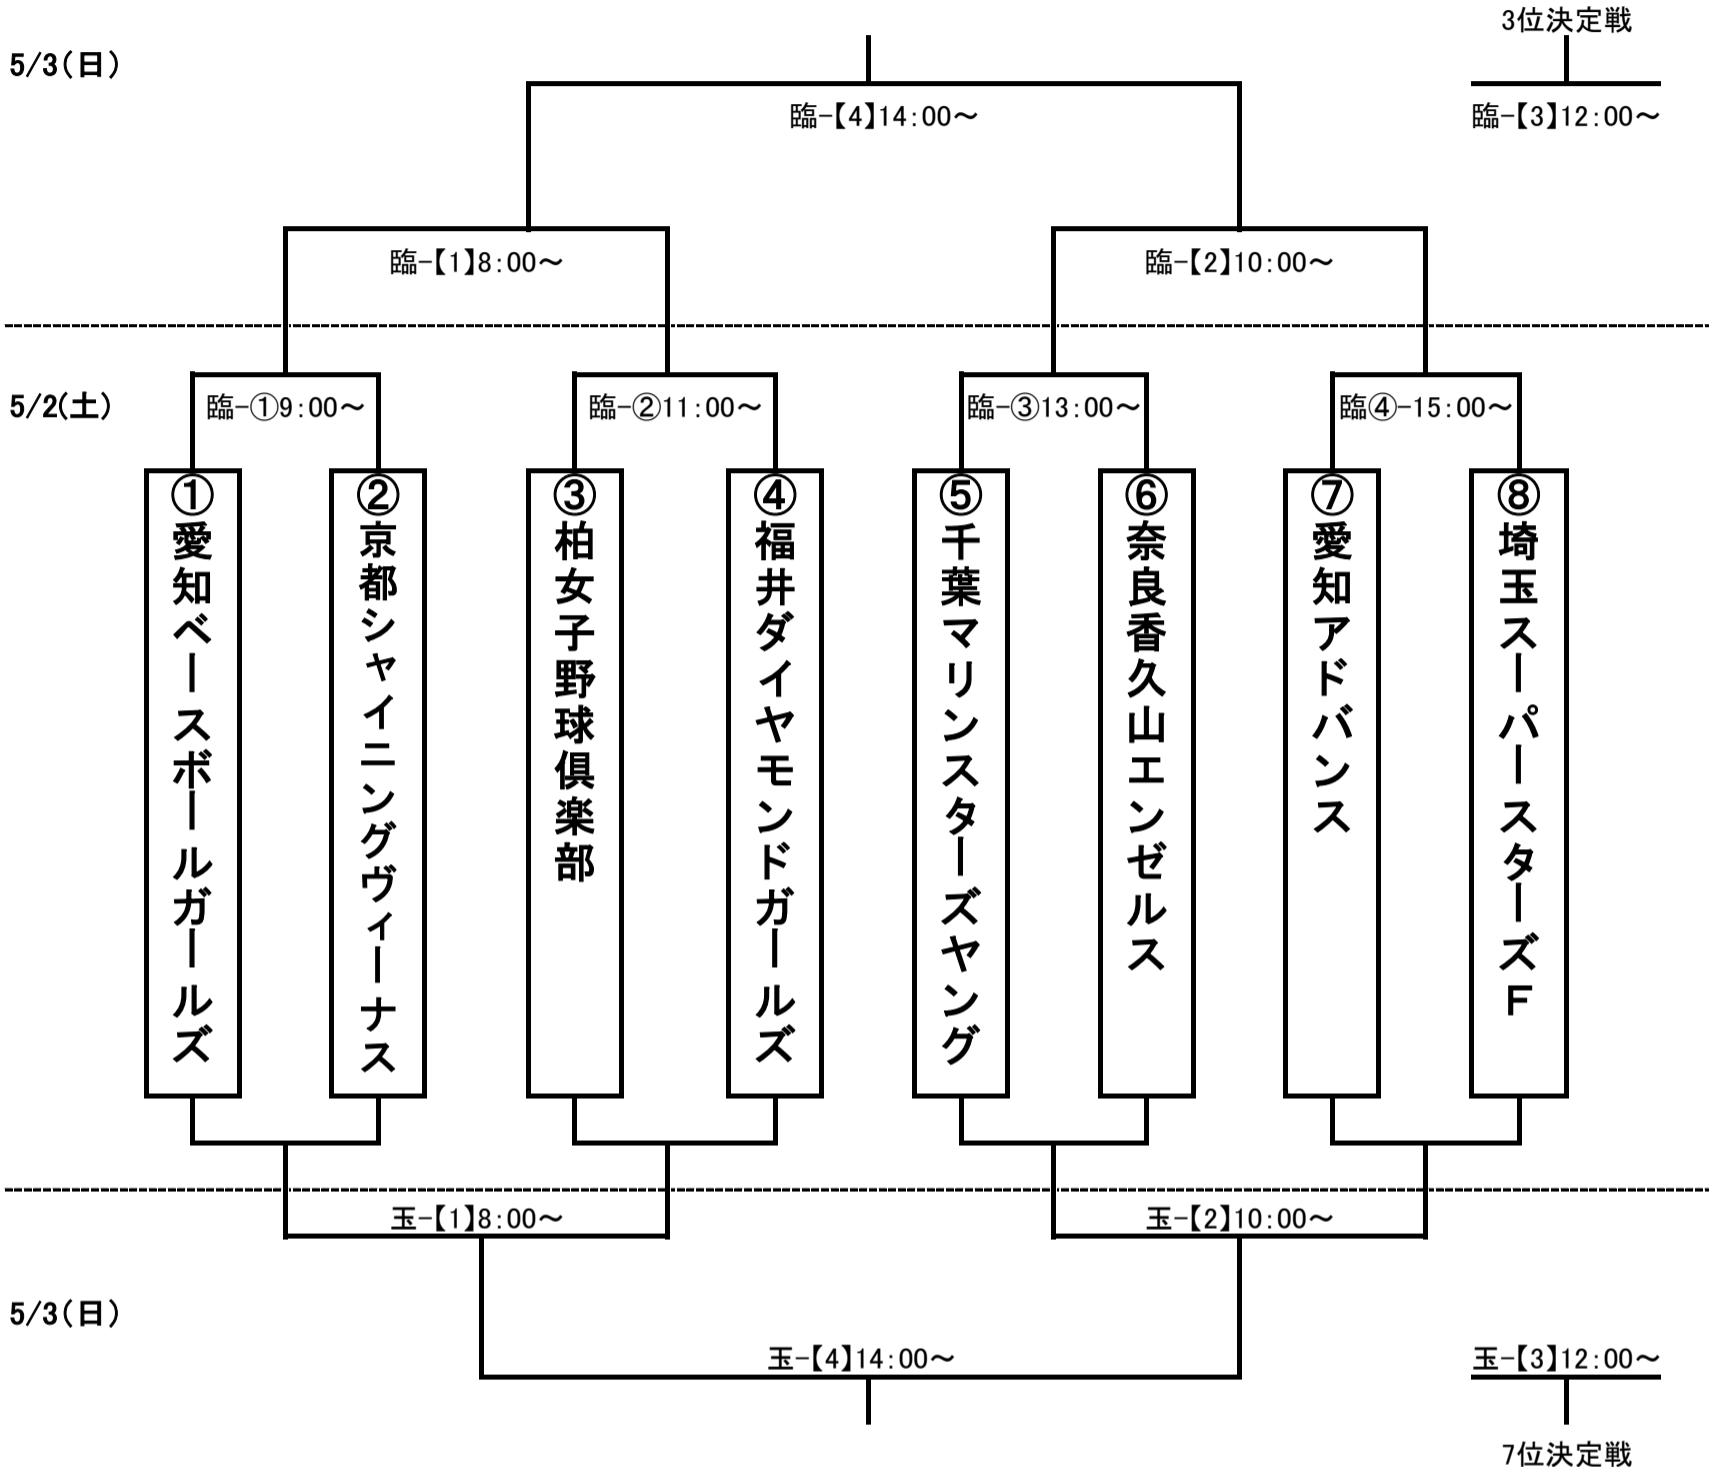 3位決定戦
5/3(日)
臨-【4】14:00～
臨-【3】12:00～
臨-【1】8:00～
臨-【2】10:00～
5/2(土)
臨-①9:00～
臨-②11:00～
臨-③13:00～
臨④-15:00～
①愛知ベースボールガールズ
②京都シャイニングヴィーナス
③柏女子野球倶楽部
④福井ダイヤモンドガールズ
⑤千葉マリンスターズヤング
⑥奈良香久山エンゼルス
⑦愛知アドバンス
⑧埼玉スーパースターズF
玉-【1】8:00～
玉-【2】10:00～
5/3(日)
玉-【4】14:00～
玉-【3】12:00～
7位決定戦